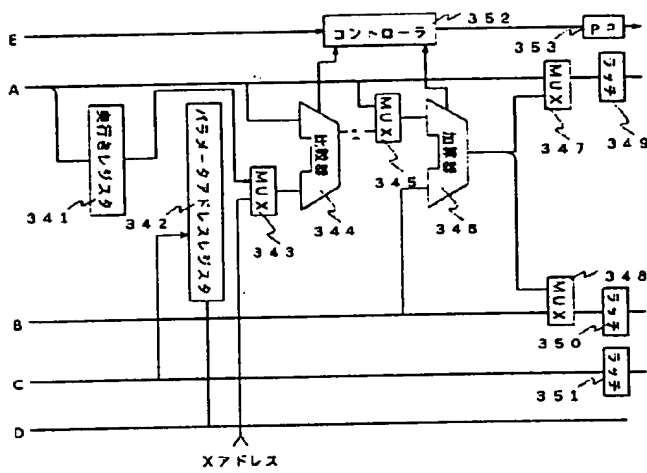 E
コントローラ
352
Pコ
353
A
実行名レジスタ
341
パラメータアドレスレジスタ
342
MUX
343
比較器
344
MUX
345
加算器
346
MUX
347
ラッチ
349
MUX
348
ラッチ
350
B
ラッチ
351
C
D
Xアドレス